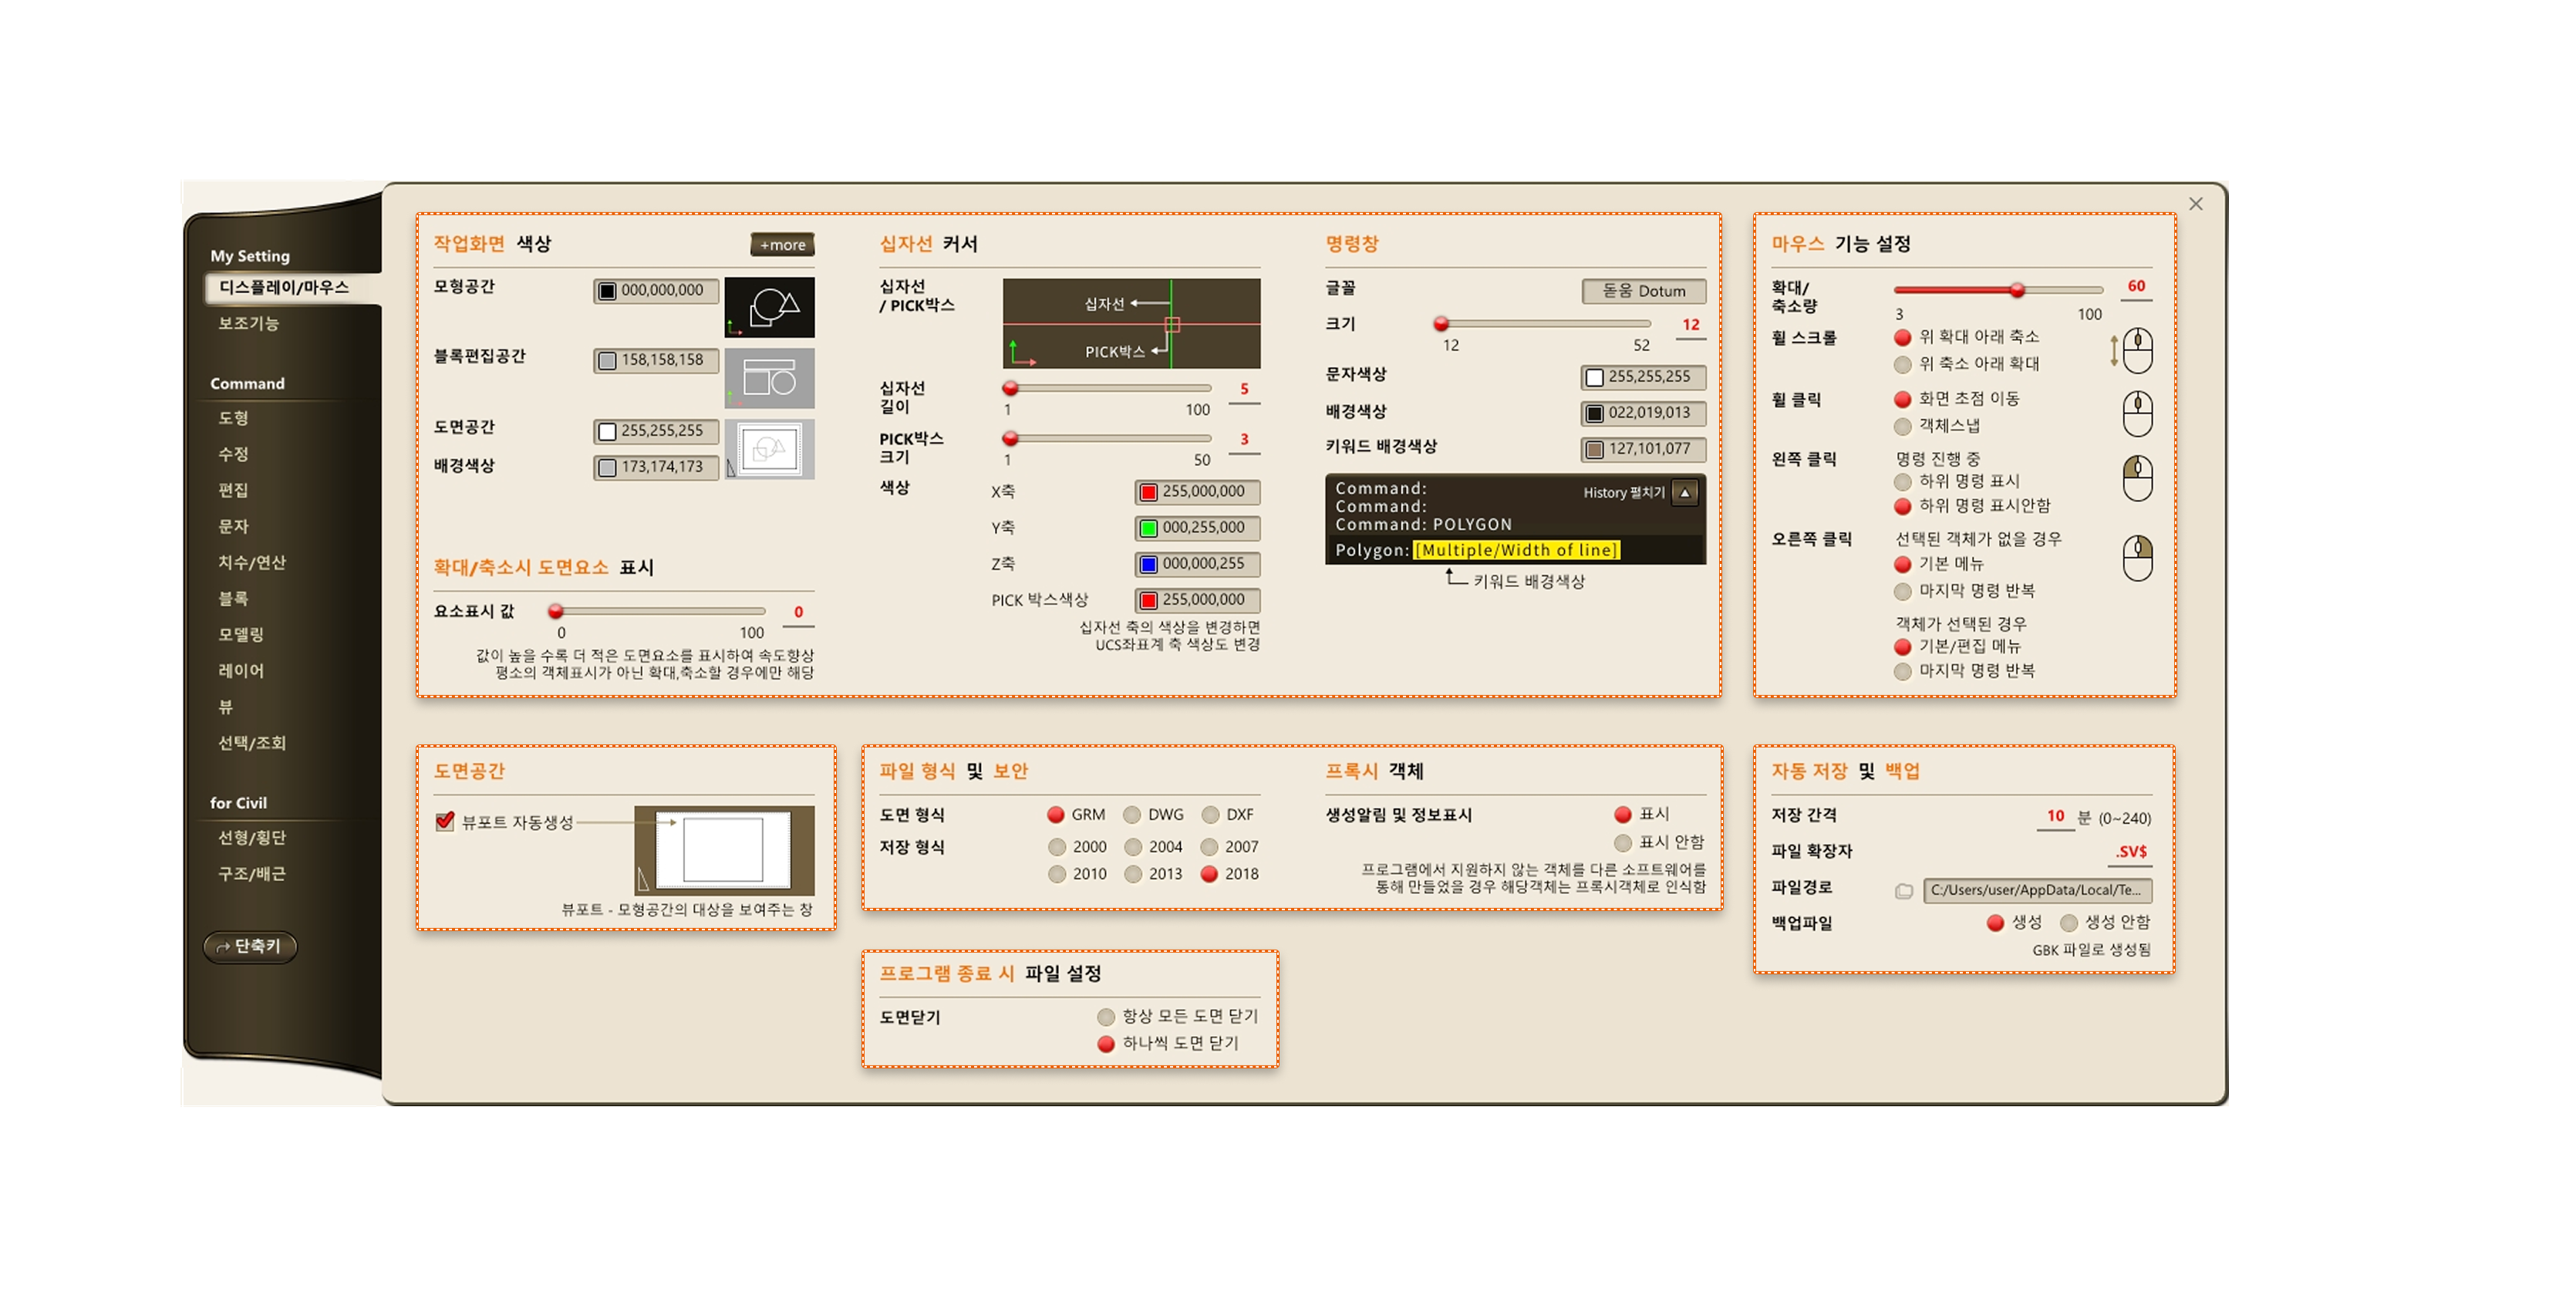 My Setting
디스플레이/마우스
보조기능
Command
도형
수정
편집
문자
치수/연산
블록
모델링
레이어
뷰
선택/조회
for Civil
선형/횡단
구조/배근
단축키
작업화면 색상
+more
모형공간
000,000,000
블록편집공간
158,158,158
도면공간
255,255,255
배경색상
173,174,173
확대/축소시 도면요소 표시
요소표시 값
0
0 100
값이 높을 수록 더 적은 도면요소를 표시하여 속도향상
평소의 객체표시가 아닌 확대,축소할 경우에만 해당
십자선 커서
십자선
/ PICK박스
십자선
PICK박스
십자선
길이
5
1 100
PICK박스
크기
3
1 50
색상
X축 255,000,000
Y축 000,255,000
Z축 000,000,255
PICK 박스색상 255,000,000
십자선 축의 색상을 변경하면
UCS좌표계 축 색상도 변경
명령창
글꼴 돋움 Dotum
크기 12
12 52
문자색상 255,255,255
배경색상 022,019,013
키워드 배경색상 127,101,077
Command:
History 펼치기
Command:
Command: POLYGON
Polygon: [Multiple/Width of line]
키워드 배경색상
마우스 기능 설정
확대/
축소량
60
3 100
휠 스크롤
위 확대 아래 축소
위 축소 아래 확대
휠 클릭
화면 초점 이동
객체스냅
왼쪽 클릭
명령 진행 중
하위 명령 표시
하위 명령 표시안함
오른쪽 클릭
선택된 객체가 없을 경우
기본 메뉴
마지막 명령 반복
객체가 선택된 경우
기본/편집 메뉴
마지막 명령 반복
도면공간
뷰포트 자동생성
뷰포트 - 모형공간의 대상을 보여주는 창
파일 형식 및 보안
도면 형식 GRM DWG DXF
저장 형식 2000 2004 2007
2010 2013 2018
프록시 객체
생성알림 및 정보표시
표시
표시 안함
프로그램에서 지원하지 않는 객체를 다른 소프트웨어를
통해 만들었을 경우 해당객체는 프록시객체로 인식함
자동 저장 및 백업
저장 간격 10 분 (0~240)
파일 확장자 .SV$
파일경로 C:/Users/user/AppData/Local/Te...
백업파일 생성 생성 안함
GBK 파일로 생성됨
프로그램 종료 시 파일 설정
도면닫기
항상 모든 도면 닫기
하나씩 도면 닫기